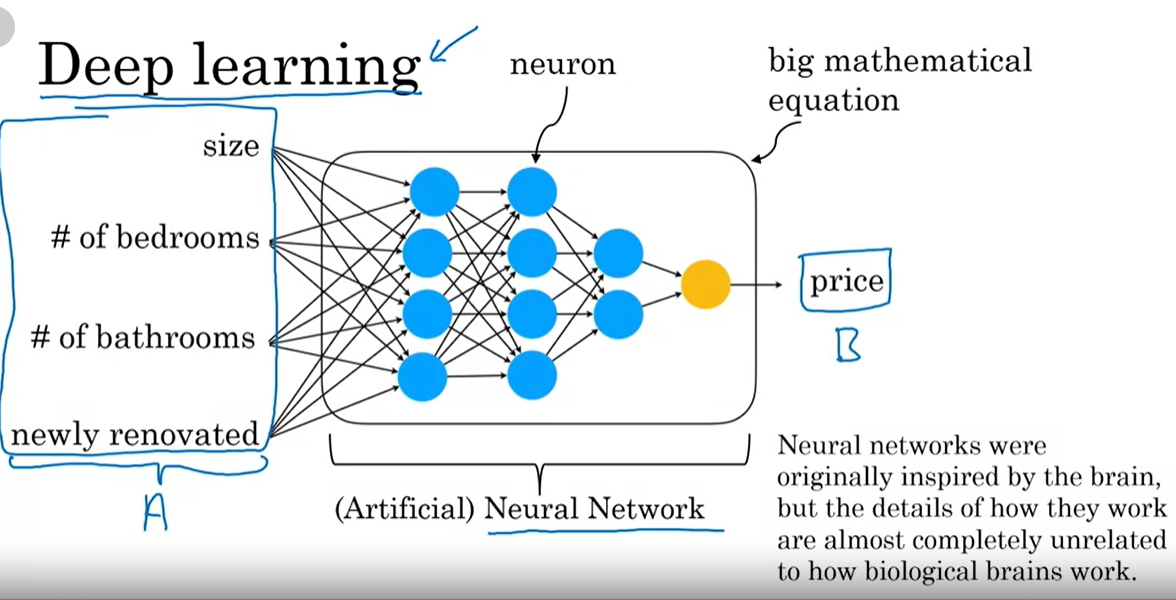 Deep learning
neuron
big mathematical
equation
size
# of bedrooms
# of bathrooms
newly renovated
A
price
B
(Artificial) Neural Network
Neural networks were
originally inspired by the brain,
but the details of how they work
are almost completely unrelated
to how biological brains work.